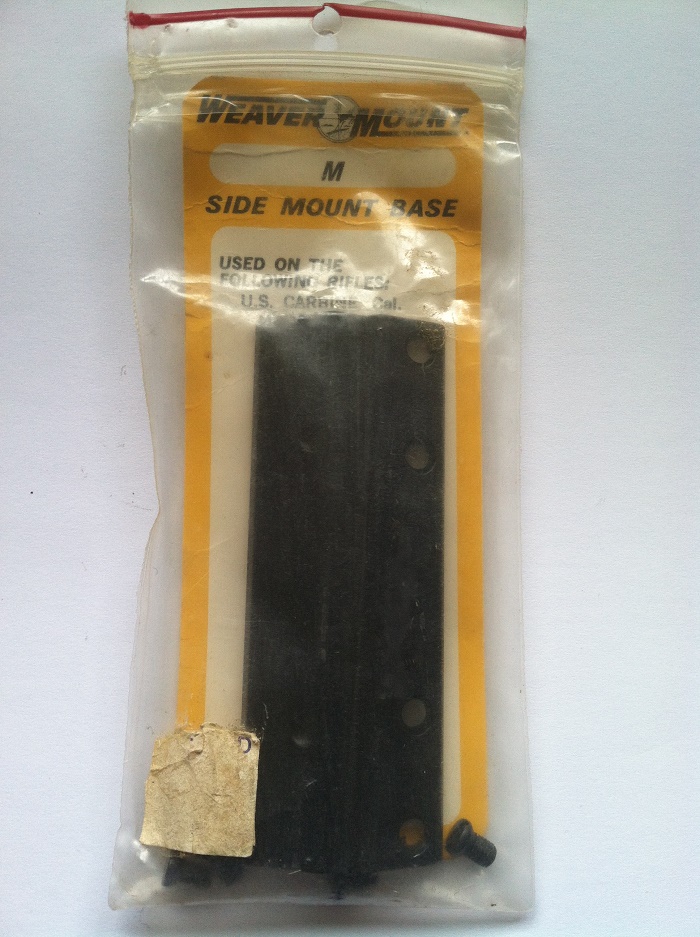 WEAVER MOUNT
M
SIDE MOUNT BASE
USED ON THE
FOLLOWING RIFLES:
U.S. CARBINE Cal.
D